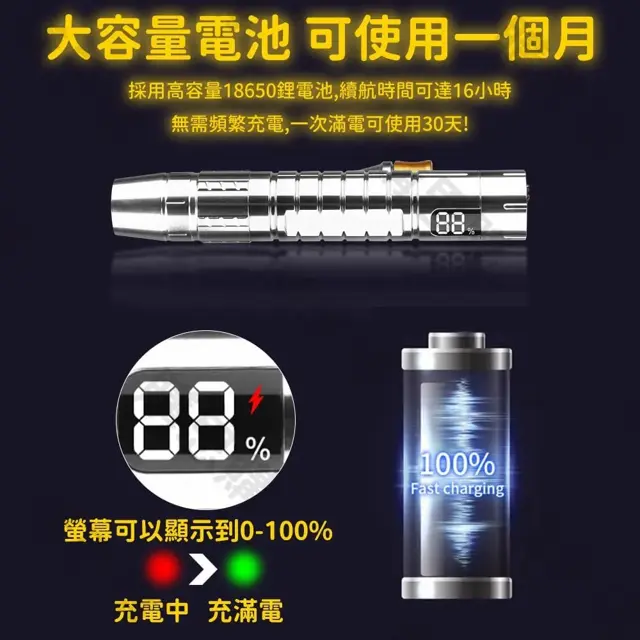 大容量電池 可使用一個月
採用高容量18650鋰電池,續航時間可達16小時
無需頻繁充電,一次滿電可使用30天!
88%
88%
100%
Fast charging
螢幕可以顯示到0-100%
充電中 充滿電